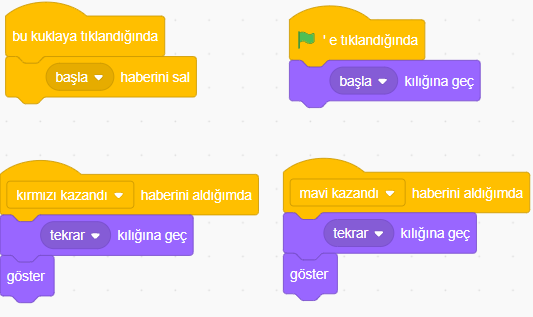 bu kuklaya tıklandığında
başla haberini sal
' e tıklandığında
başla kılığına geç
kırmızı kazandı haberini aldığımda
tekrar kılığına geç
göster
mavi kazandı haberini aldığımda
tekrar kılığına geç
göster